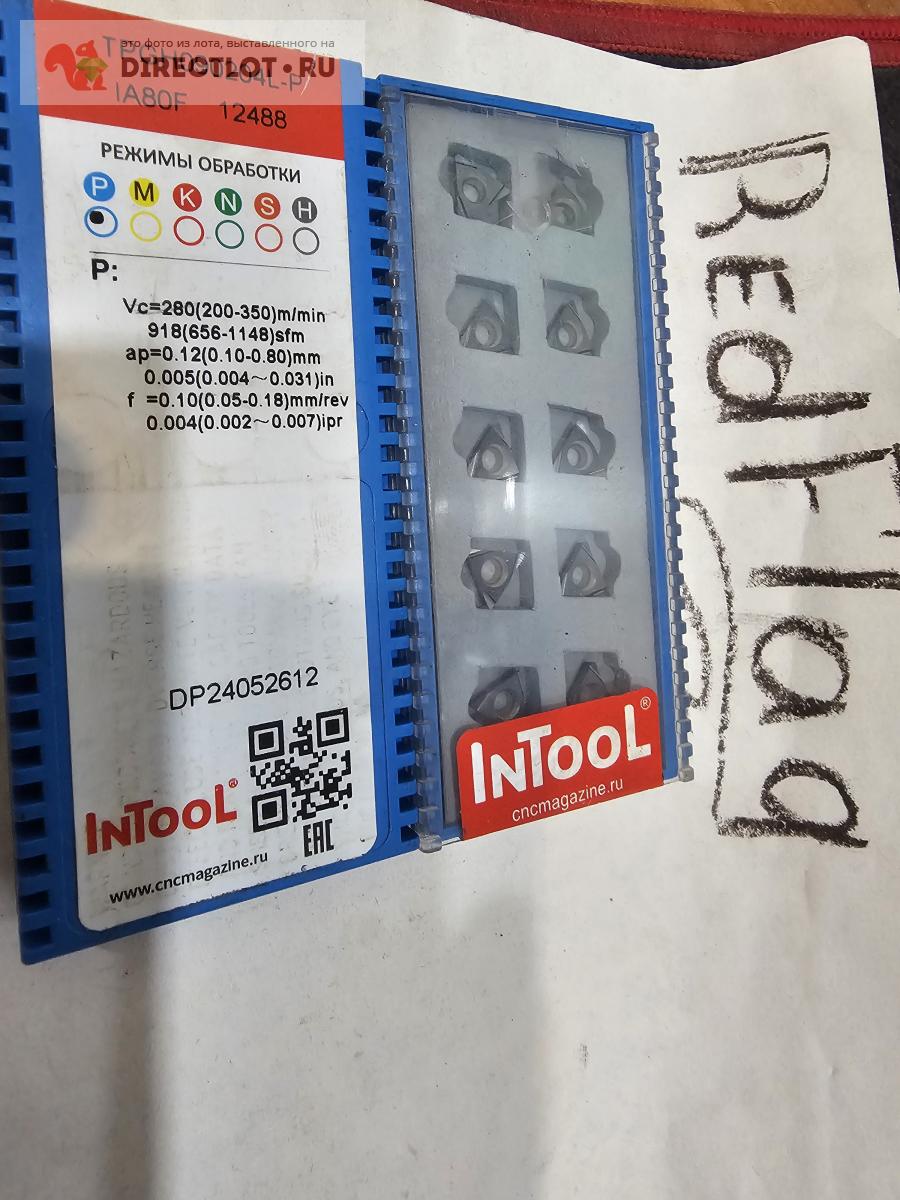 это фото из лота, выставленного на
DIRECTLOT.RU
TPGH090204L-P
IA80F 12488
РЕЖИМЫ ОБРАБОТКИ
P M K N S H
P:
Vc=280(200-350)m/min
918(656-1148)sfm
ap=0.12(0.10-0.80)mm
0.005(0.004~0.031)in
f =0.10(0.05-0.18)mm/rev
0.004(0.002~0.007)ipr
DP24052612
INTOOL®
EAC
www.cncmagazine.ru
INTOOL®
cncmagazine.ru
RedFlag